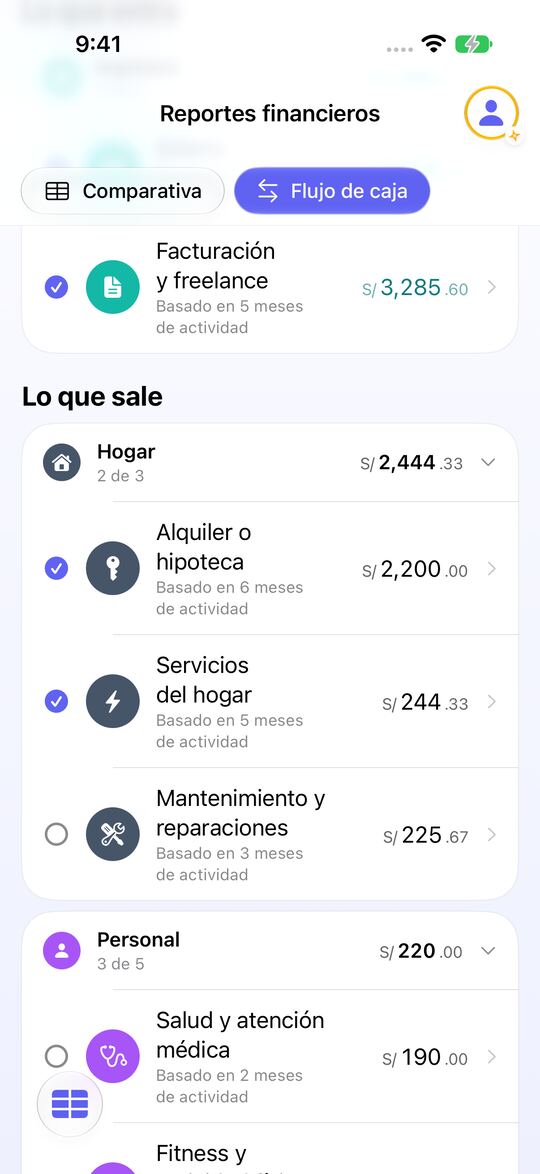 9:41
Reportes financieros
Comparativa
Flujo de caja
Facturación
y freelance
Basado en 5 meses
de actividad
S/ 3,285.60
Lo que sale
Hogar
2 de 3
S/ 2,444.33
Alquiler o
hipoteca
Basado en 6 meses
de actividad
S/ 2,200.00
Servicios
del hogar
Basado en 5 meses
de actividad
S/ 244.33
Mantenimiento y
reparaciones
Basado en 3 meses
de actividad
S/ 225.67
Personal
3 de 5
S/ 220.00
Salud y atención
médica
Basado en 2 meses
de actividad
S/ 190.00
Fitness y